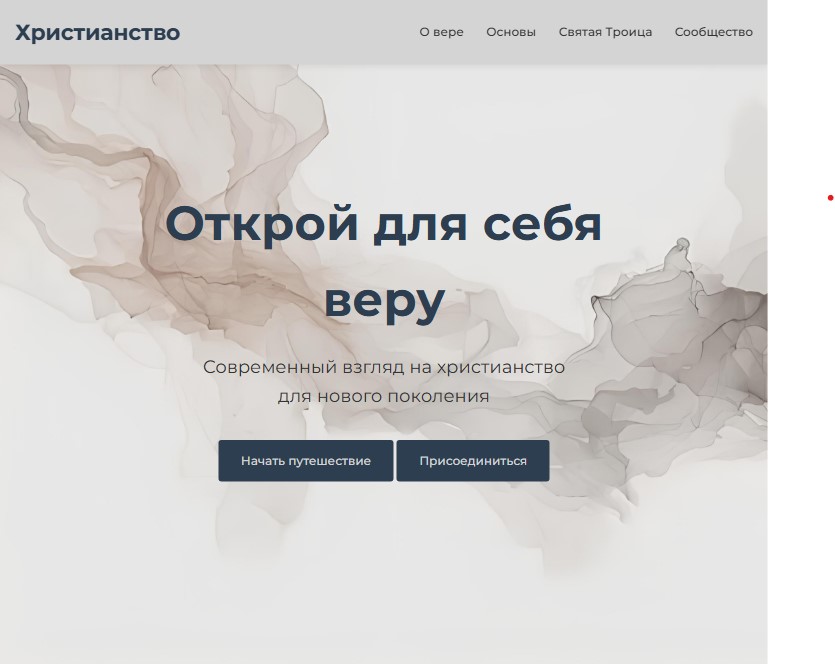 Христианство
О вере Основы Святая Троица Сообщество
Открой для себя
веру
Современный взгляд на христианство
для нового поколения
Начать путешествие Присоединиться